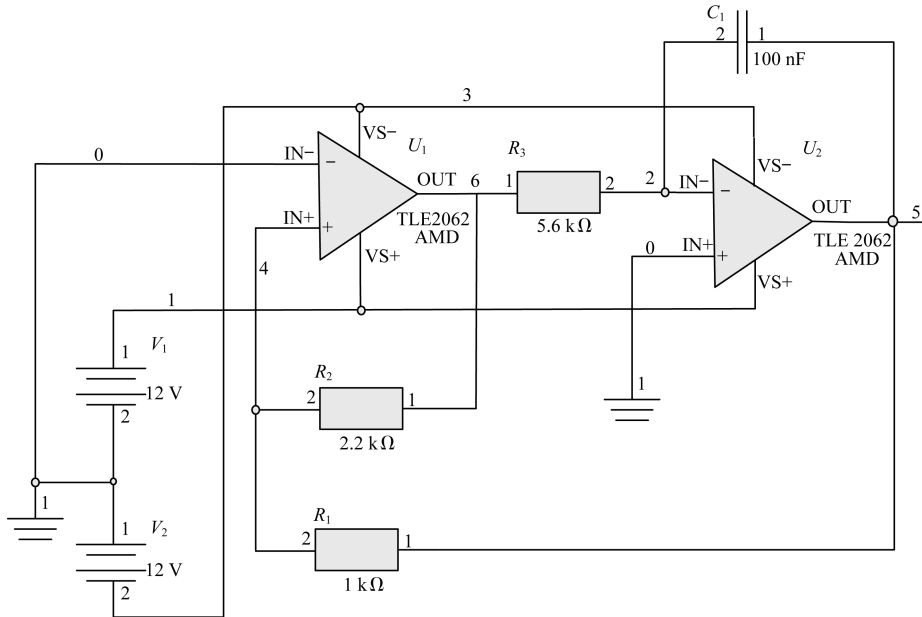 C1
2 1
100 nF
3
0
VS−
U1
R3
U2
IN−
−
VS−
OUT
6
1
2
2
IN−
−
IN+
+
TLE2062
AMD
5.6 kΩ
OUT
5
4
VS+
0
IN+
+
TLE 2062
AMD
VS+
1
1
V1
12 V
2
R2
2 1
2.2 kΩ
1
1
1
V2
12 V
2
R1
2 1
1 kΩ